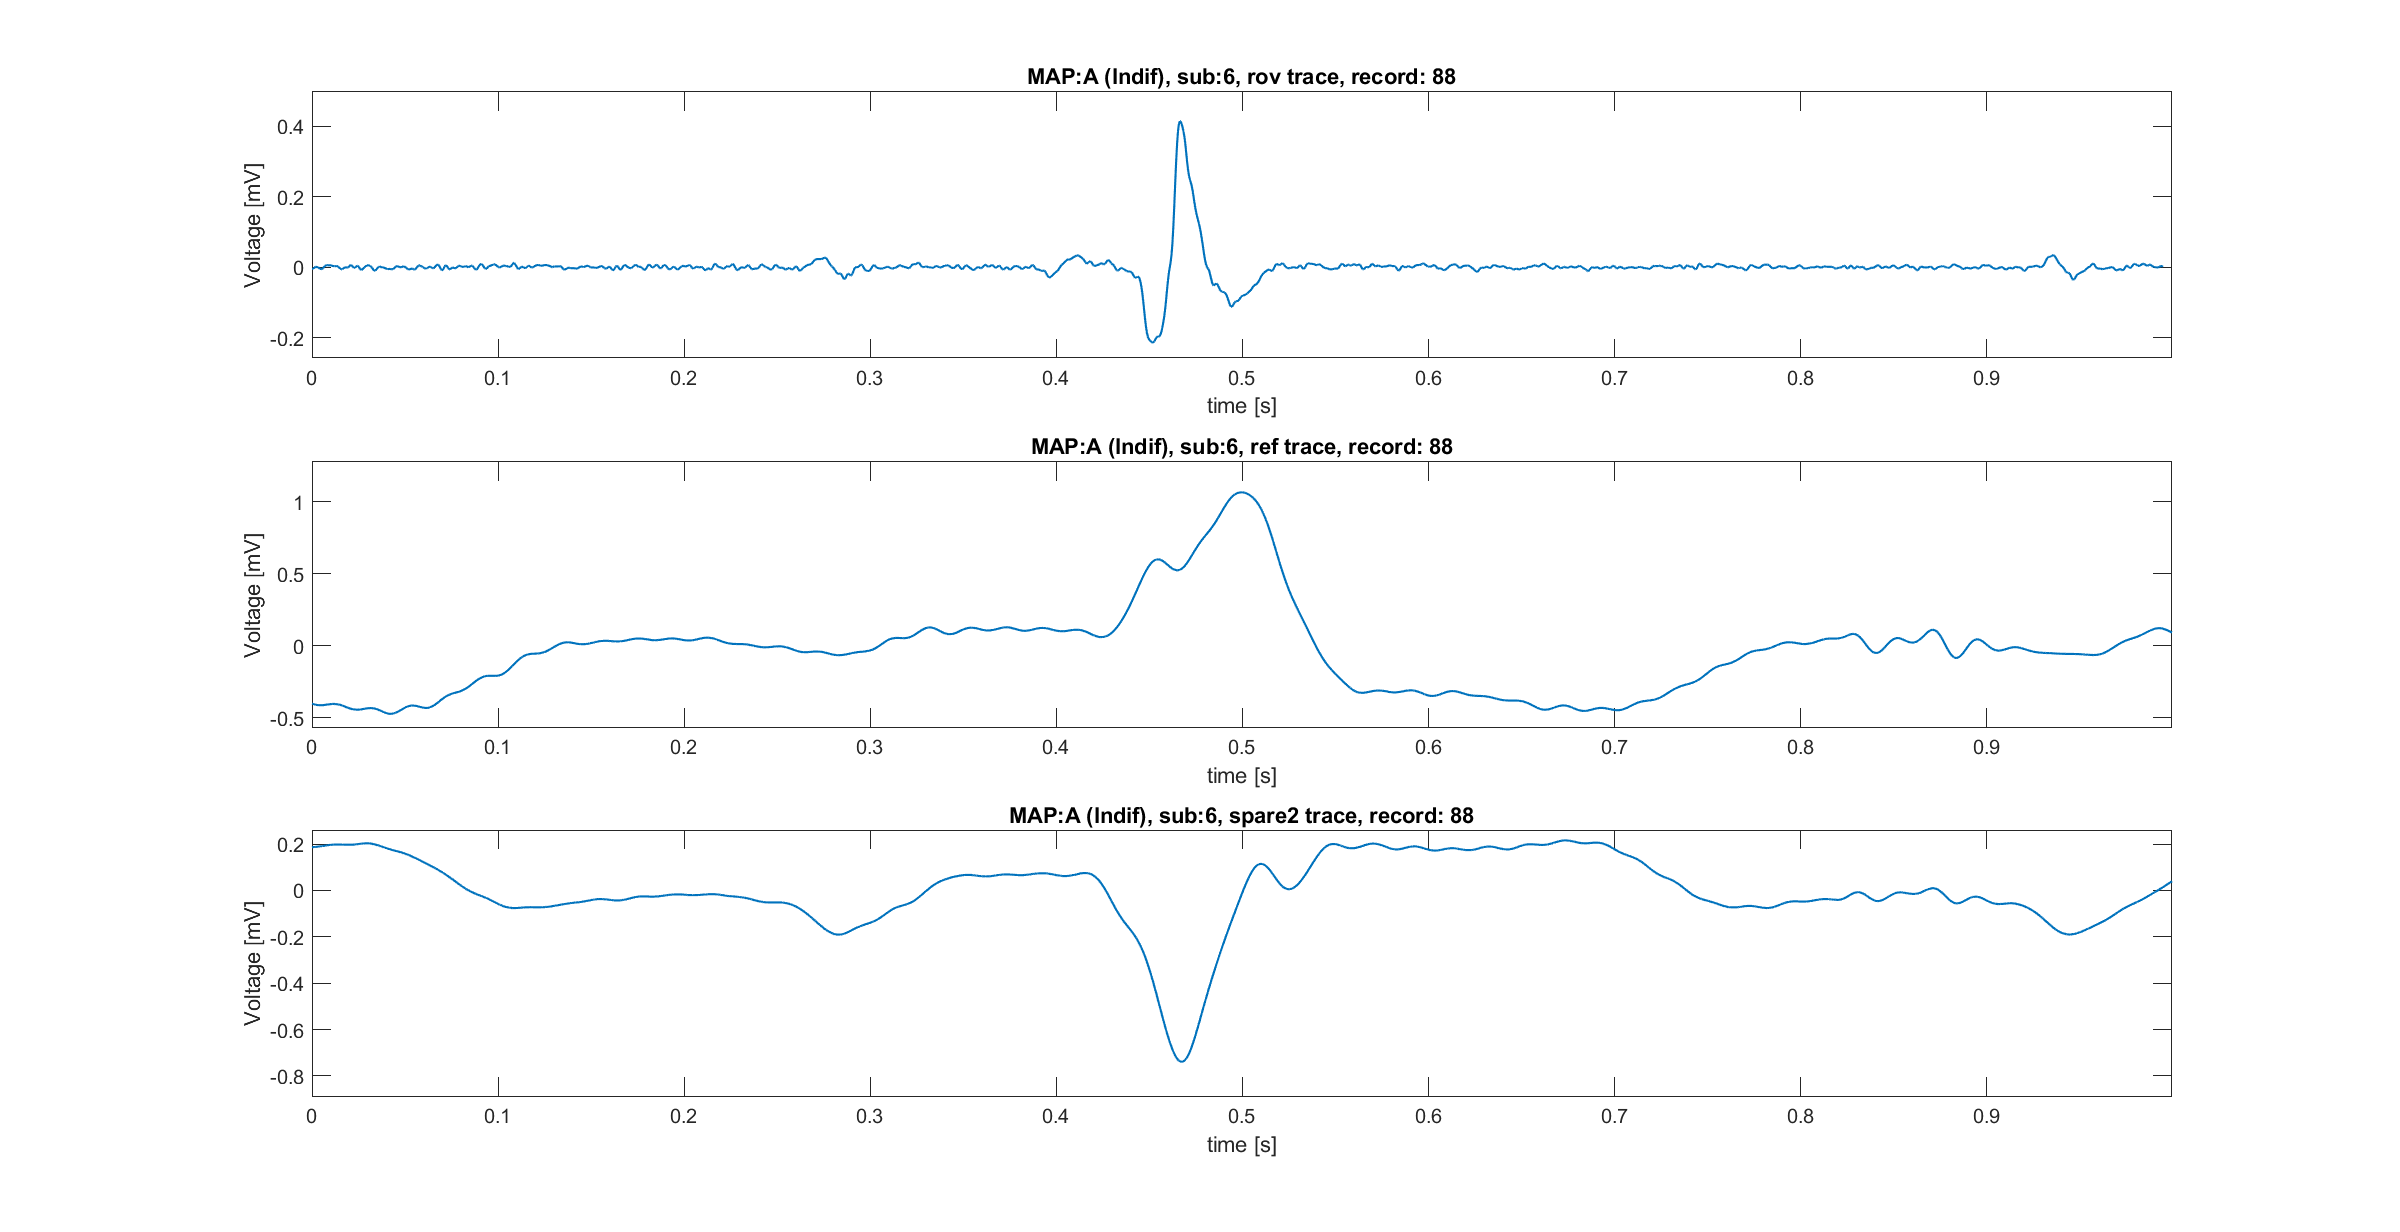 MAP:A (Indif), sub:6, rov trace, record: 88
Voltage [mV]
0.4
0.2
0
-0.2
0 0.1 0.2 0.3 0.4 0.5 0.6 0.7 0.8 0.9
time [s]
MAP:A (Indif), sub:6, ref trace, record: 88
Voltage [mV]
1
0.5
0
-0.5
0 0.1 0.2 0.3 0.4 0.5 0.6 0.7 0.8 0.9
time [s]
MAP:A (Indif), sub:6, spare2 trace, record: 88
Voltage [mV]
0.2
0
-0.2
-0.4
-0.6
-0.8
0 0.1 0.2 0.3 0.4 0.5 0.6 0.7 0.8 0.9
time [s]